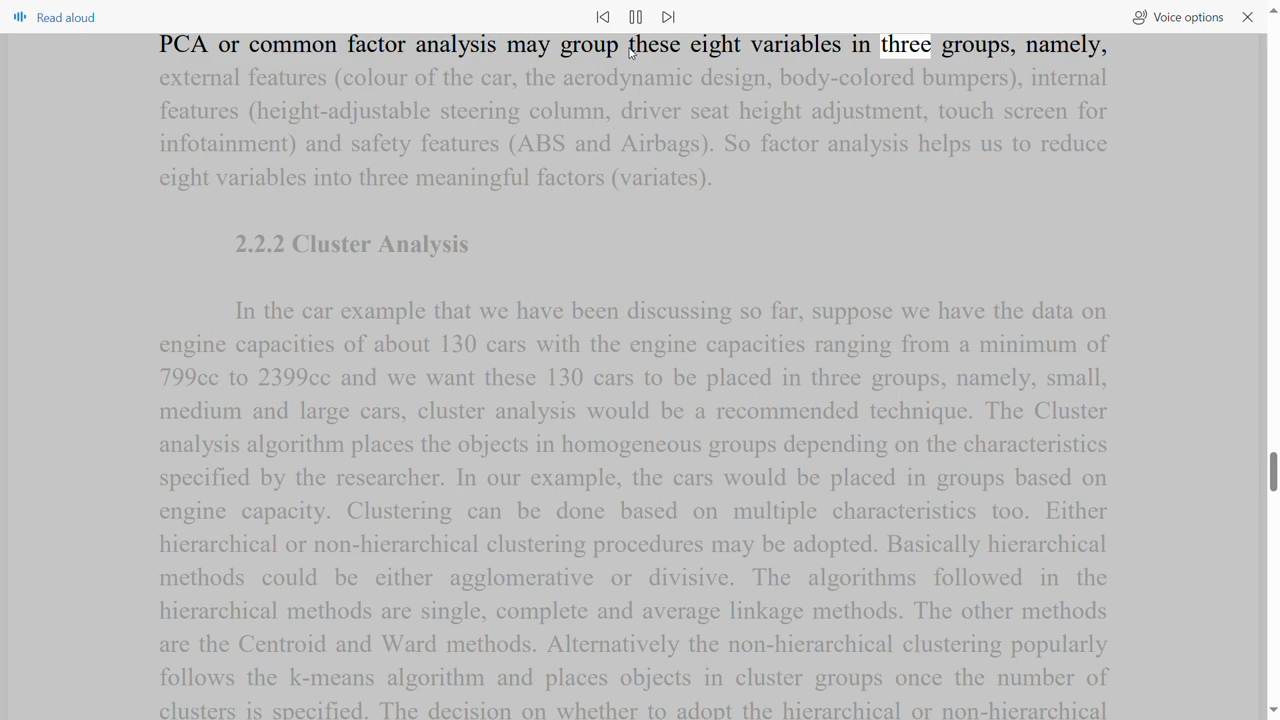 Read aloud
Voice options
PCA or common factor analysis may group these eight variables in three groups, namely,
external features (colour of the car, the aerodynamic design, body-colored bumpers), internal
features (height-adjustable steering column, driver seat height adjustment, touch screen for
infotainment) and safety features (ABS and Airbags). So factor analysis helps us to reduce
eight variables into three meaningful factors (variates).
2.2.2 Cluster Analysis
In the car example that we have been discussing so far, suppose we have the data on
engine capacities of about 130 cars with the engine capacities ranging from a minimum of
799cc to 2399cc and we want these 130 cars to be placed in three groups, namely, small,
medium and large cars, cluster analysis would be a recommended technique. The Cluster
analysis algorithm places the objects in homogeneous groups depending on the characteristics
specified by the researcher. In our example, the cars would be placed in groups based on
engine capacity. Clustering can be done based on multiple characteristics too. Either
hierarchical or non-hierarchical clustering procedures may be adopted. Basically hierarchical
methods could be either agglomerative or divisive. The algorithms followed in the
hierarchical methods are single, complete and average linkage methods. The other methods
are the Centroid and Ward methods. Alternatively the non-hierarchical clustering popularly
follows the k-means algorithm and places objects in cluster groups once the number of
clusters is specified. The decision on whether to adopt the hierarchical or non-hierarchical